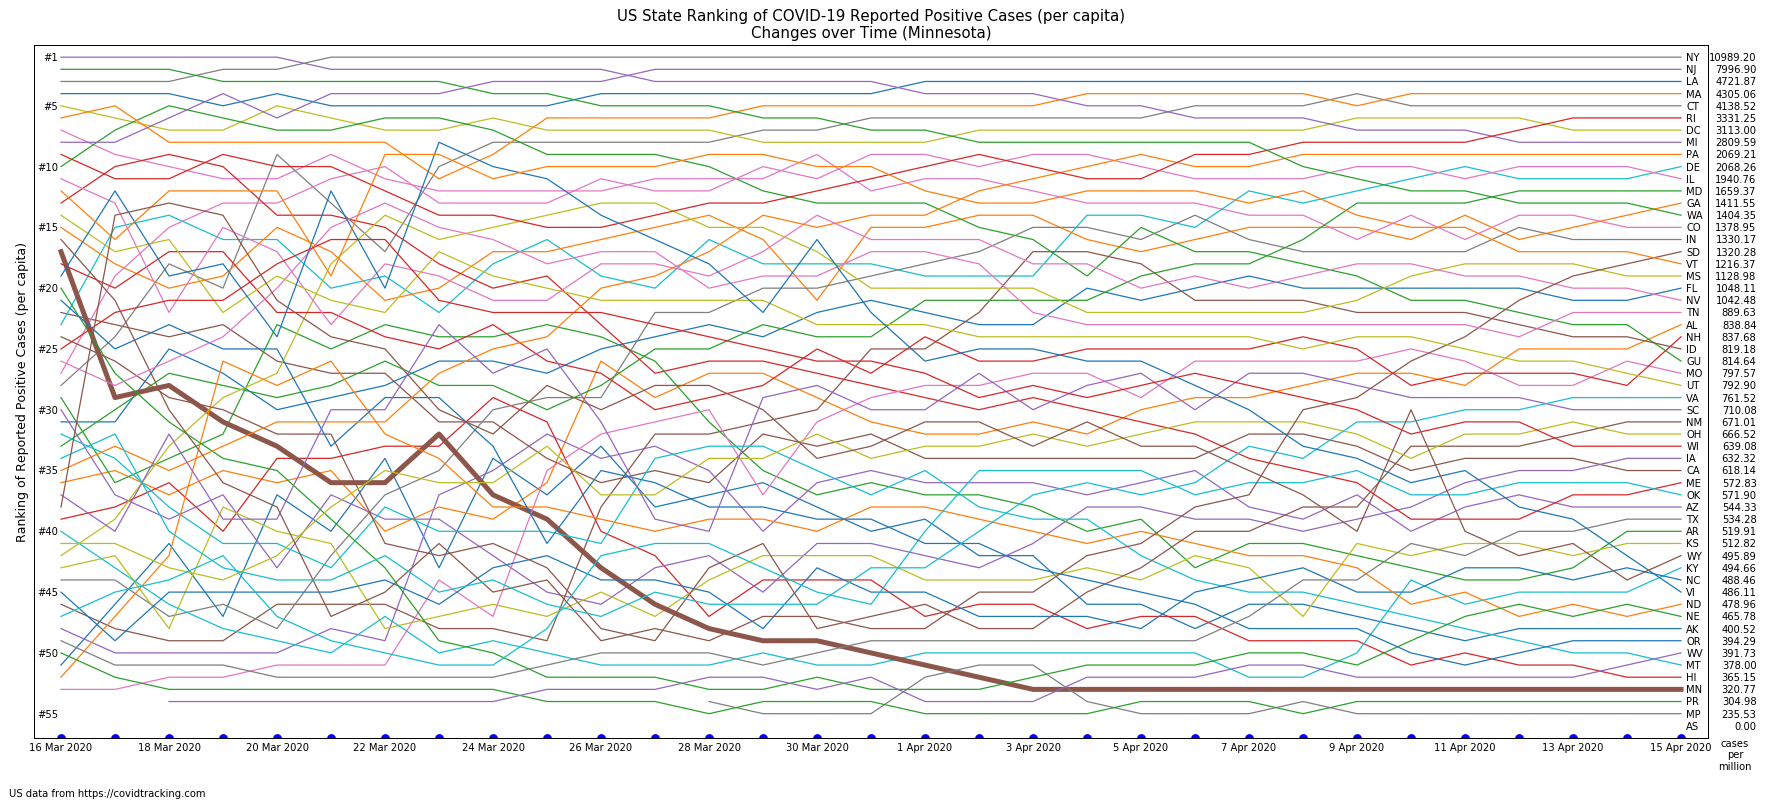 US State Ranking of COVID-19 Reported Positive Cases (per capita)
Changes over Time (Minnesota)
Ranking of Reported Positive Cases (per capita)
#1
#5
#10
#15
#20
#25
#30
#35
#40
#45
#50
#55
NY 10989.20
NJ 7996.90
LA 4721.87
MA 4305.06
CT 4138.52
RI 3331.25
DC 3113.00
MI 2809.59
PA 2069.21
DE 2068.26
IL 1940.76
MD 1659.37
GA 1411.55
WA 1404.35
CO 1378.95
IN 1330.17
SD 1320.28
VT 1216.37
MS 1128.98
FL 1048.11
NV 1042.48
TN 889.63
AL 838.84
NH 837.68
ID 819.18
GU 814.64
MO 797.57
UT 792.90
VA 761.52
SC 710.08
NM 671.01
OH 666.52
WI 639.08
IA 632.32
CA 618.14
ME 572.83
OK 571.90
AZ 544.33
TX 534.28
AR 519.91
KS 512.82
WY 495.89
KY 494.66
NC 488.46
VI 486.11
ND 478.96
NE 465.78
AK 400.52
OR 394.29
WV 391.73
MT 378.00
HI 365.15
MN 320.77
PR 304.98
MP 235.53
AS 0.00
16 Mar 2020 18 Mar 2020 20 Mar 2020 22 Mar 2020 24 Mar 2020 26 Mar 2020 28 Mar 2020 30 Mar 2020 1 Apr 2020 3 Apr 2020 5 Apr 2020 7 Apr 2020 9 Apr 2020 11 Apr 2020 13 Apr 2020 15 Apr 2020
cases
per
million
US data from https://covidtracking.com